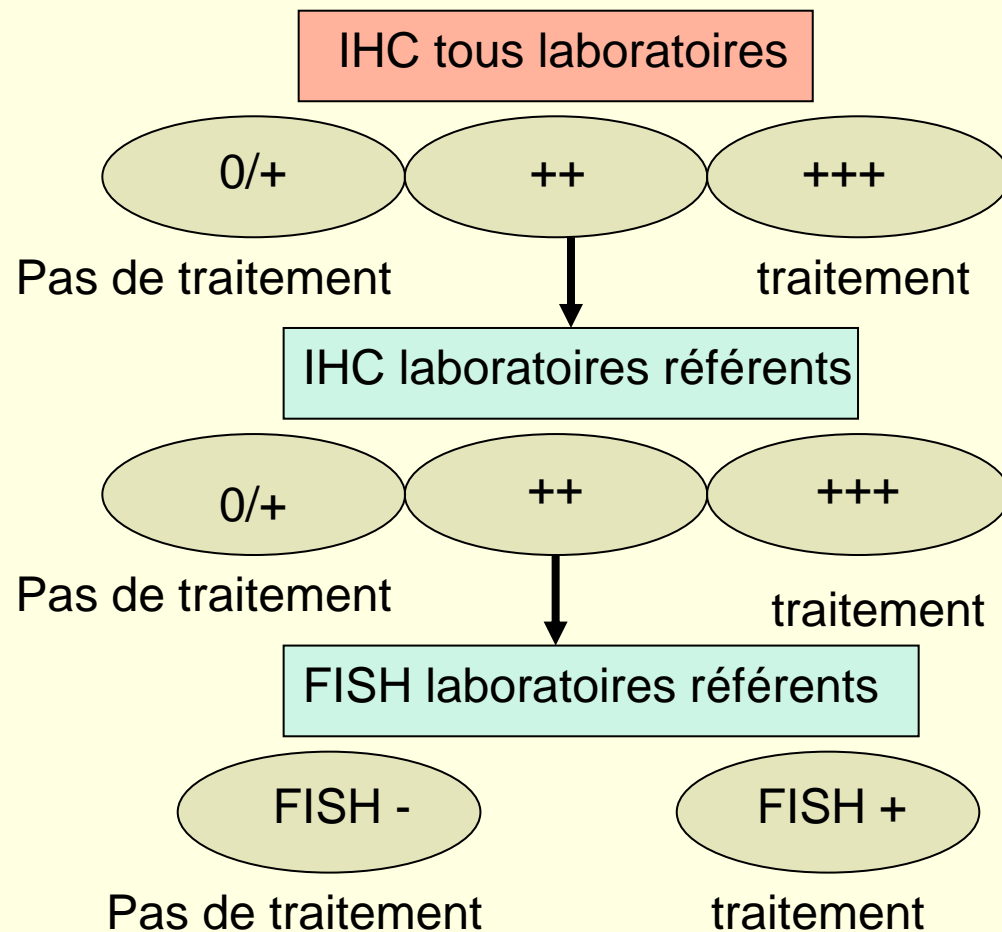 IHC tous laboratoires
0/+ ++ +++
Pas de traitement traitement
IHC laboratoires référents
0/+ ++ +++
Pas de traitement traitement
FISH laboratoires référents
FISH - FISH +
Pas de traitement traitement